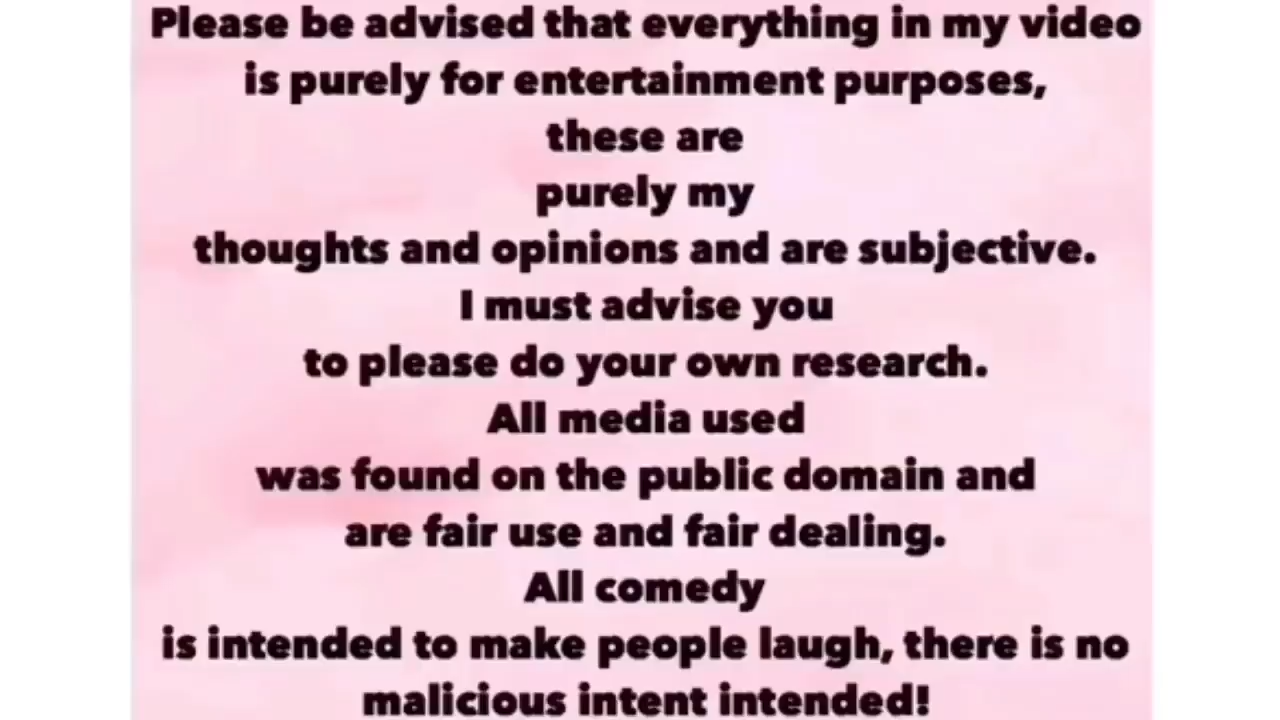 Please be advised that everything in my video
is purely for entertainment purposes,
these are
purely my
thoughts and opinions and are subjective.
I must advise you
to please do your own research.
All media used
was found on the public domain and
are fair use and fair dealing.
All comedy
is intended to make people laugh, there is no
malicious intent intended!